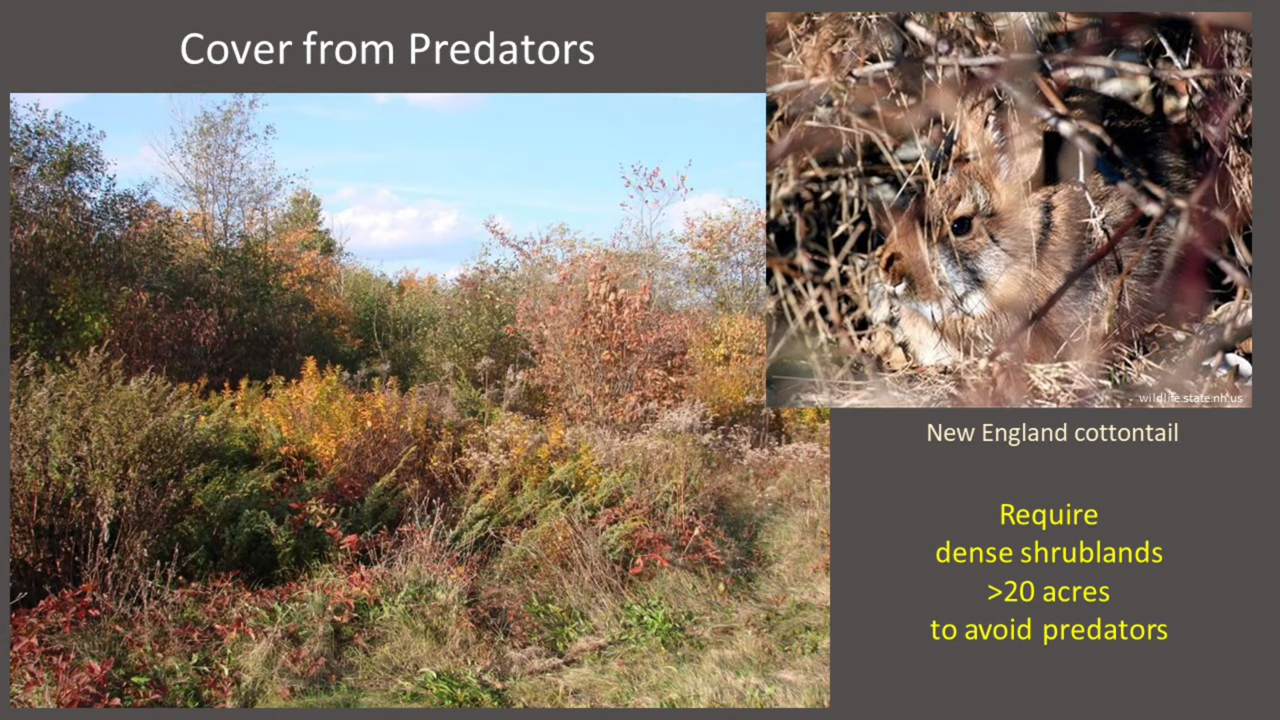 Cover from Predators
wildlife.state.nh.us
New England cottontail
Require
dense shrublands
>20 acres
to avoid predators